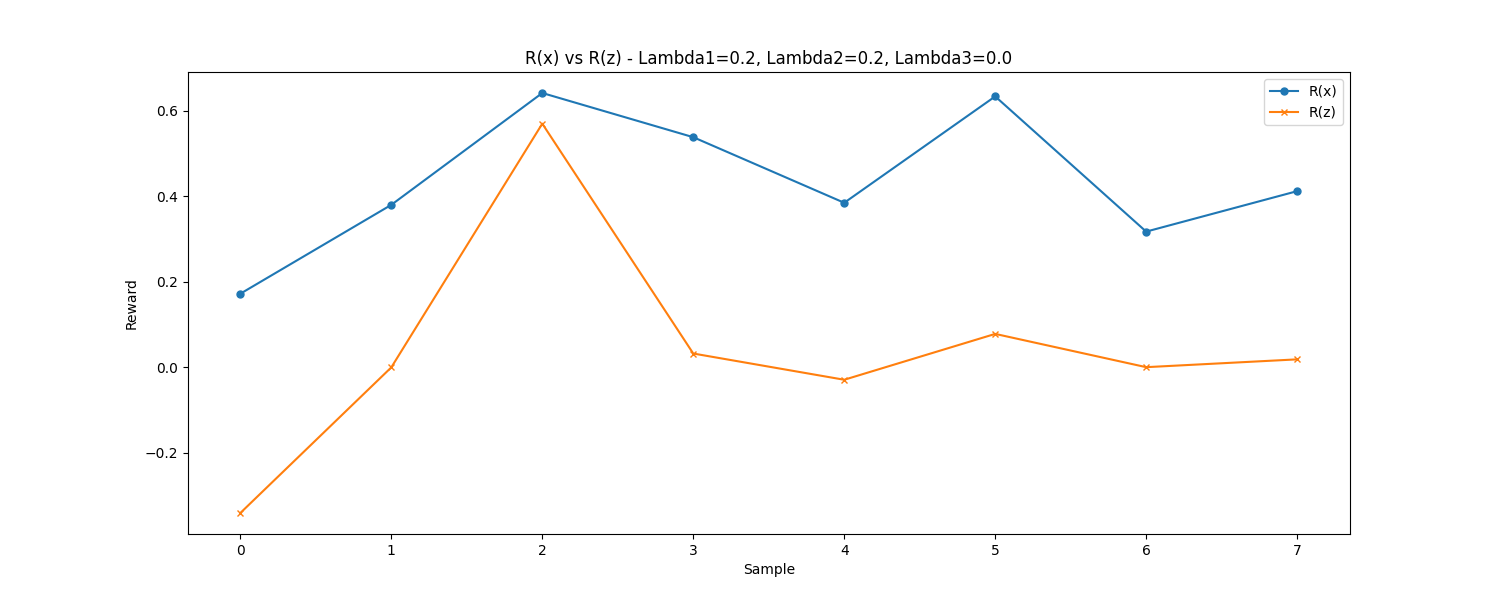 R(x) vs R(z) - Lambda1=0.2, Lambda2=0.2, Lambda3=0.0
R(x)
R(z)
0.6
0.4
0.2
0.0
−0.2
Reward
0 1 2 3 4 5 6 7
Sample